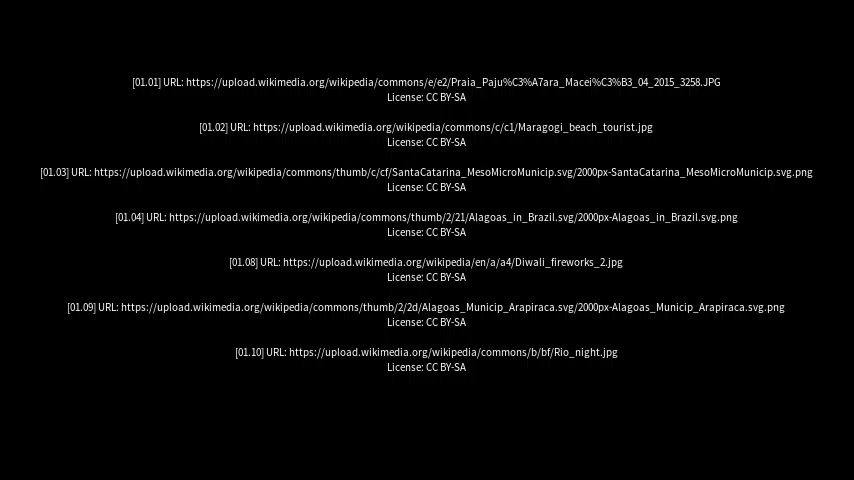 [01.01] URL: https://upload.wikimedia.org/wikipedia/commons/e/e2/Praia_Paju%C3%A7ara_Macei%C3%B3_04_2015_3258.JPG
License: CC BY-SA
[01.02] URL: https://upload.wikimedia.org/wikipedia/commons/c/c1/Maragogi_beach_tourist.jpg
License: CC BY-SA
[01.03] URL: https://upload.wikimedia.org/wikipedia/commons/thumb/c/cf/SantaCatarina_MesoMicroMunicip.svg/2000px-SantaCatarina_MesoMicroMunicip.svg.png
License: CC BY-SA
[01.04] URL: https://upload.wikimedia.org/wikipedia/commons/thumb/2/21/Alagoas_in_Brazil.svg/2000px-Alagoas_in_Brazil.svg.png
License: CC BY-SA
[01.08] URL: https://upload.wikimedia.org/wikipedia/en/a/a4/Diwali_fireworks_2.jpg
License: CC BY-SA
[01.09] URL: https://upload.wikimedia.org/wikipedia/commons/thumb/2/2d/Alagoas_Municip_Arapiraca.svg/2000px-Alagoas_Municip_Arapiraca.svg.png
License: CC BY-SA
[01.10] URL: https://upload.wikimedia.org/wikipedia/commons/b/bf/Rio_night.jpg
License: CC BY-SA